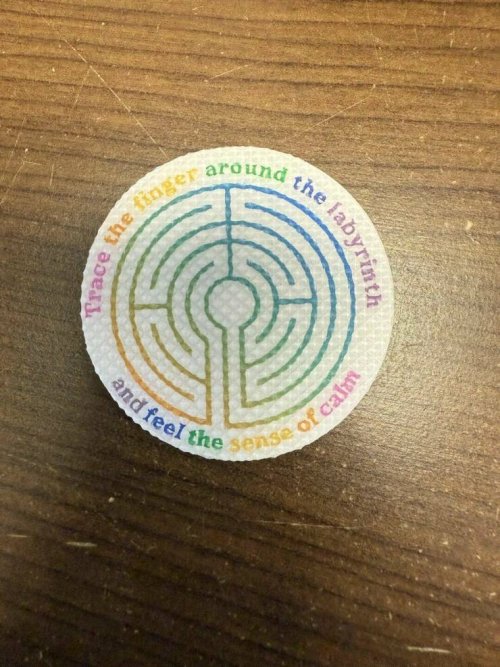 Trace the finger around the labyrinth
and feel the sense of calm